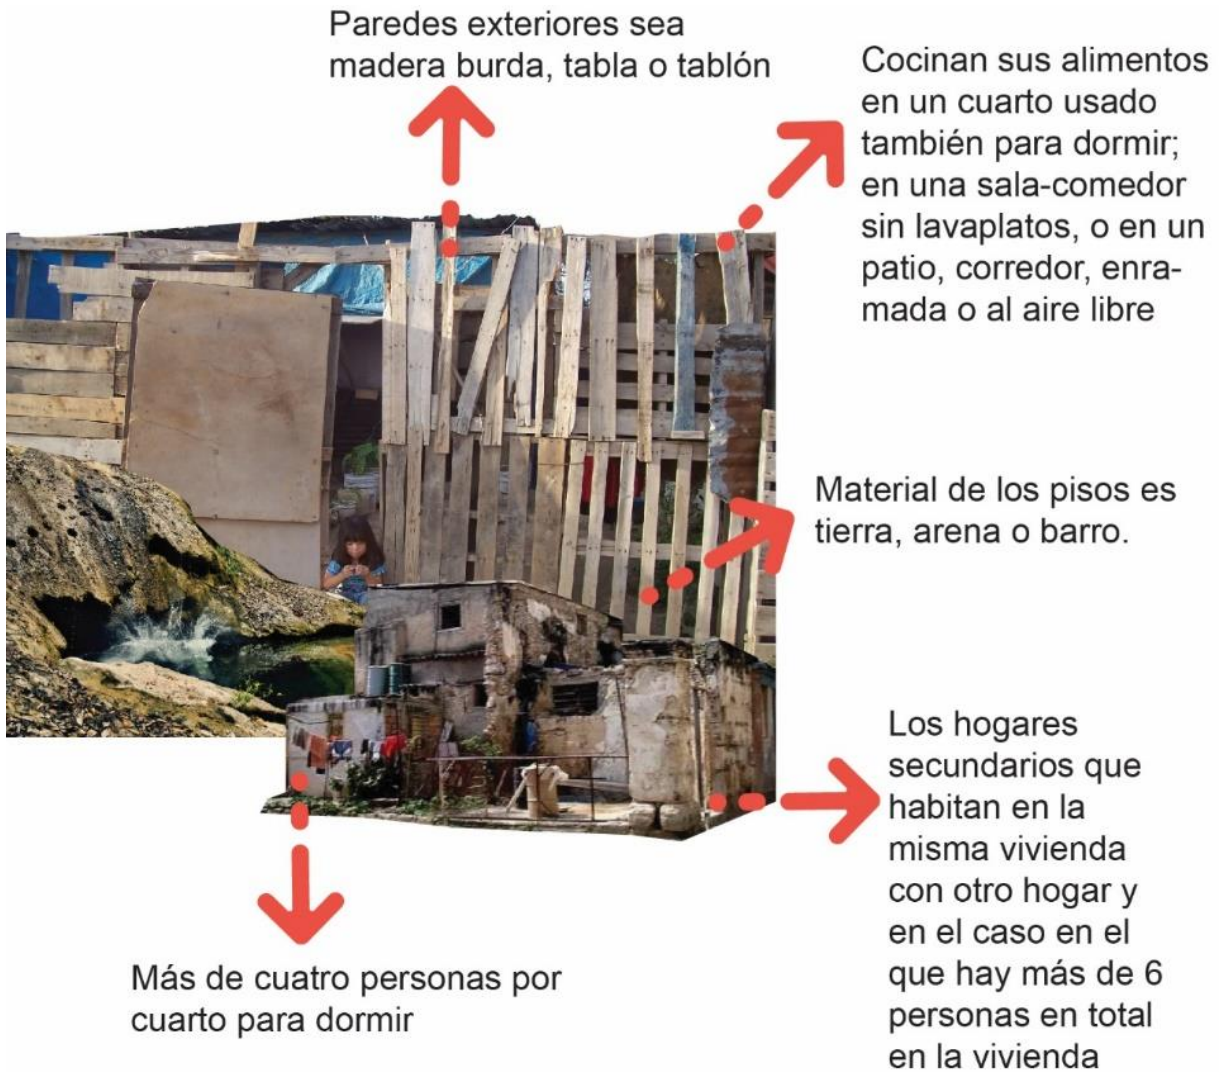 Paredes exteriores sea
madera burda, tabla o tablón
Cocinan sus alimentos
en un cuarto usado
también para dormir;
en una sala-comedor
sin lavaplatos, o en un
patio, corredor, enra-
mada o al aire libre
Material de los pisos es
tierra, arena o barro.
Los hogares
secundarios que
habitan en la
misma vivienda
con otro hogar y
en el caso en el
que hay más de 6
personas en total
en la vivienda
Más de cuatro personas por
cuarto para dormir